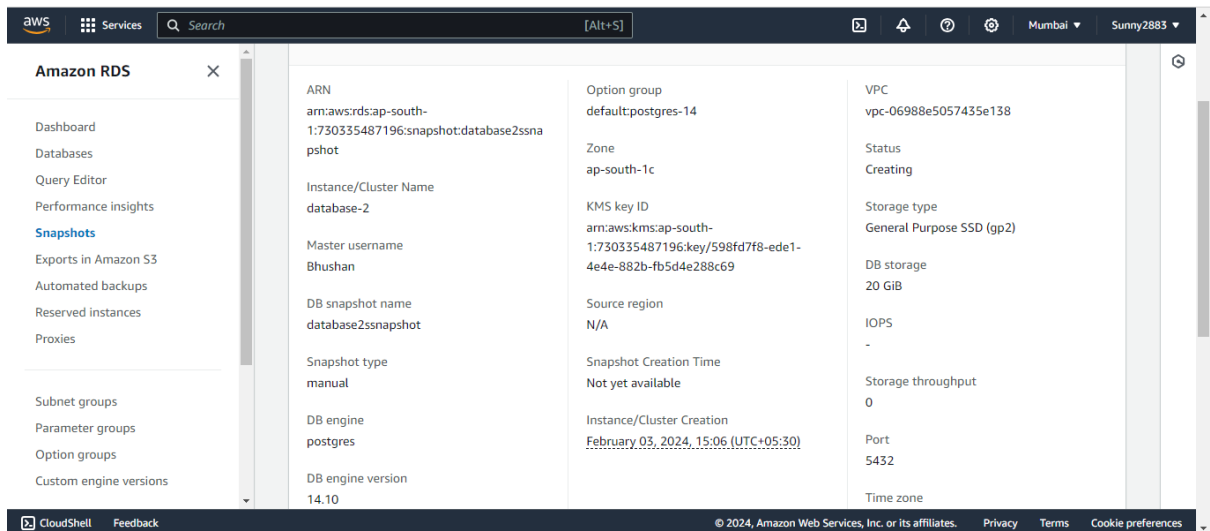 aws
Services
Search
[Alt+S]
Mumbai
Sunny2883
Amazon RDS
Dashboard
Databases
Query Editor
Performance insights
Snapshots
Exports in Amazon S3
Automated backups
Reserved instances
Proxies
Subnet groups
Parameter groups
Option groups
Custom engine versions
ARN
arn:aws:rds:ap-south-
1:730335487196:snapshot:database2ssna
pshot
Instance/Cluster Name
database-2
Master username
Bhushan
DB snapshot name
database2ssnapshot
Snapshot type
manual
DB engine
postgres
DB engine version
14.10
Option group
default:postgres-14
Zone
ap-south-1c
KMS key ID
arn:aws:kms:ap-south-
1:730335487196:key/598fd7f8-ede1-
4e4e-882b-fb5d4e288c69
Source region
N/A
Snapshot Creation Time
Not yet available
Instance/Cluster Creation
February 03, 2024, 15:06 (UTC+05:30)
VPC
vpc-06988e5057435e138
Status
Creating
Storage type
General Purpose SSD (gp2)
DB storage
20 GiB
IOPS
-
Storage throughput
0
Port
5432
Time zone
CloudShell
Feedback
© 2024, Amazon Web Services, Inc. or its affiliates.
Privacy
Terms
Cookie preferences